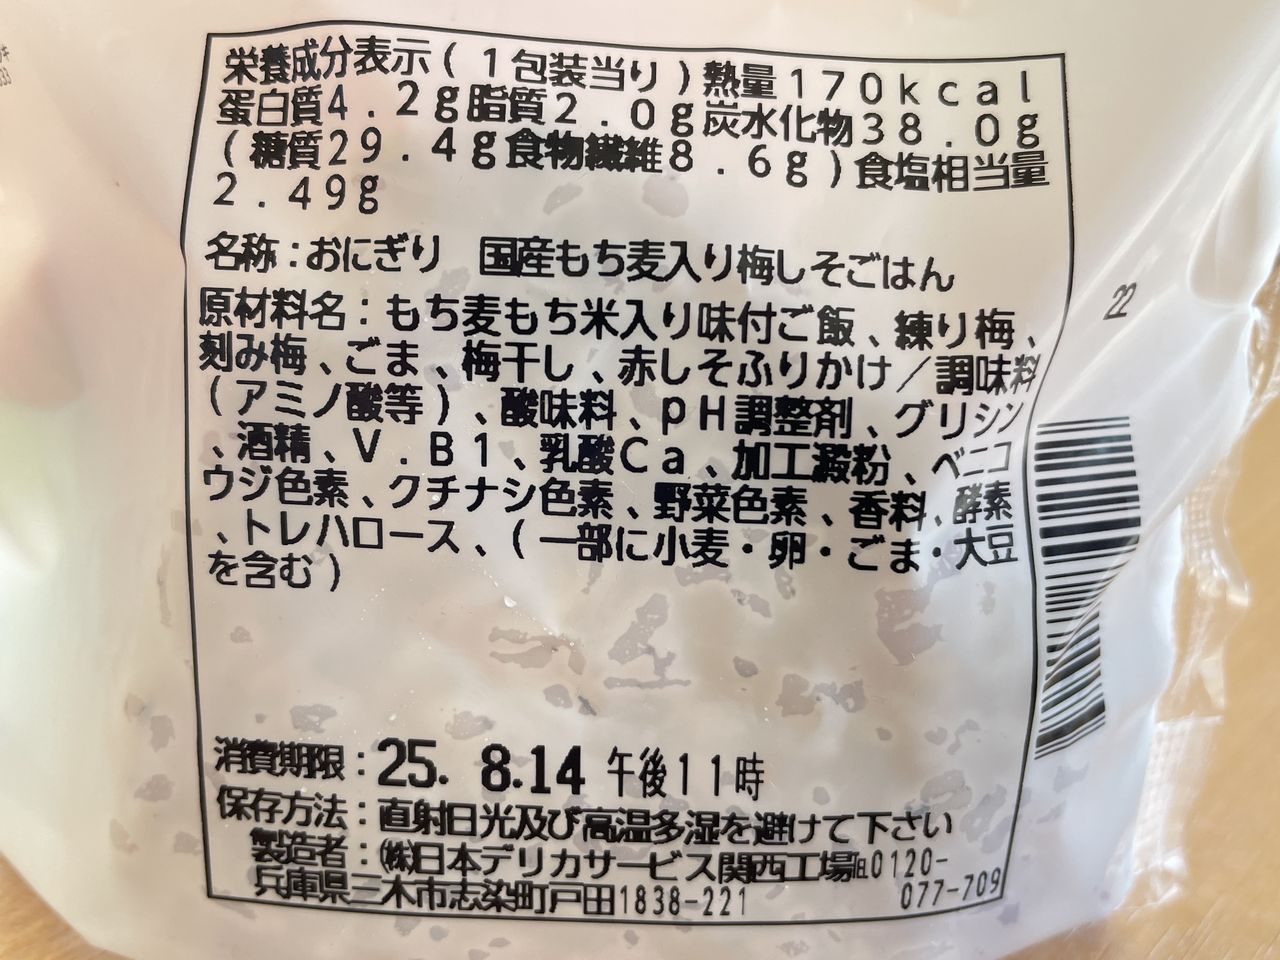 栄養成分表示(1包装当り)熱量170kcal
蛋白質4.2g脂質2.0g炭水化物38.0g
(糖質29.4g食物繊維8.6g)食塩相当量
2.49g
名称:おにぎり 国産もち麦入り梅しそごはん
原材料名:もち麦もち米入り味付ご飯、練り梅、
刻み梅、ごま、梅干し、赤しそふりかけ/調味料
(アミノ酸等)、酸味料、pH調整剤、グリシン
、酒精、V.B1、乳酸Ca、加工澱粉、ベニコ
ウジ色素、クチナシ色素、野菜色素、香料、酵素
、トレハロース、(一部に小麦・卵・ごま・大豆
を含む)
消費期限:25. 8.14 午後11時
保存方法:直射日光及び高温多湿を避けて下さい
製造者:㈱日本デリカサービス関西工場 0120-
兵庫県三木市志染町戸田1838-221 077-709
22